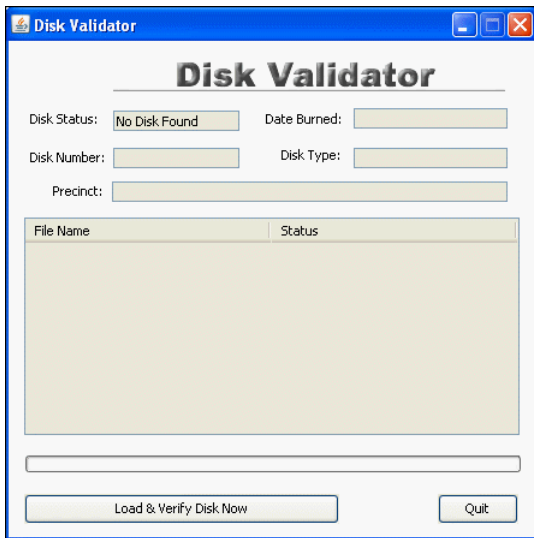 Disk Validator
Disk Validator
Disk Status: No Disk Found Date Burned:
Disk Number: Disk Type:
Precinct:
File Name Status
Load & Verify Disk Now Quit